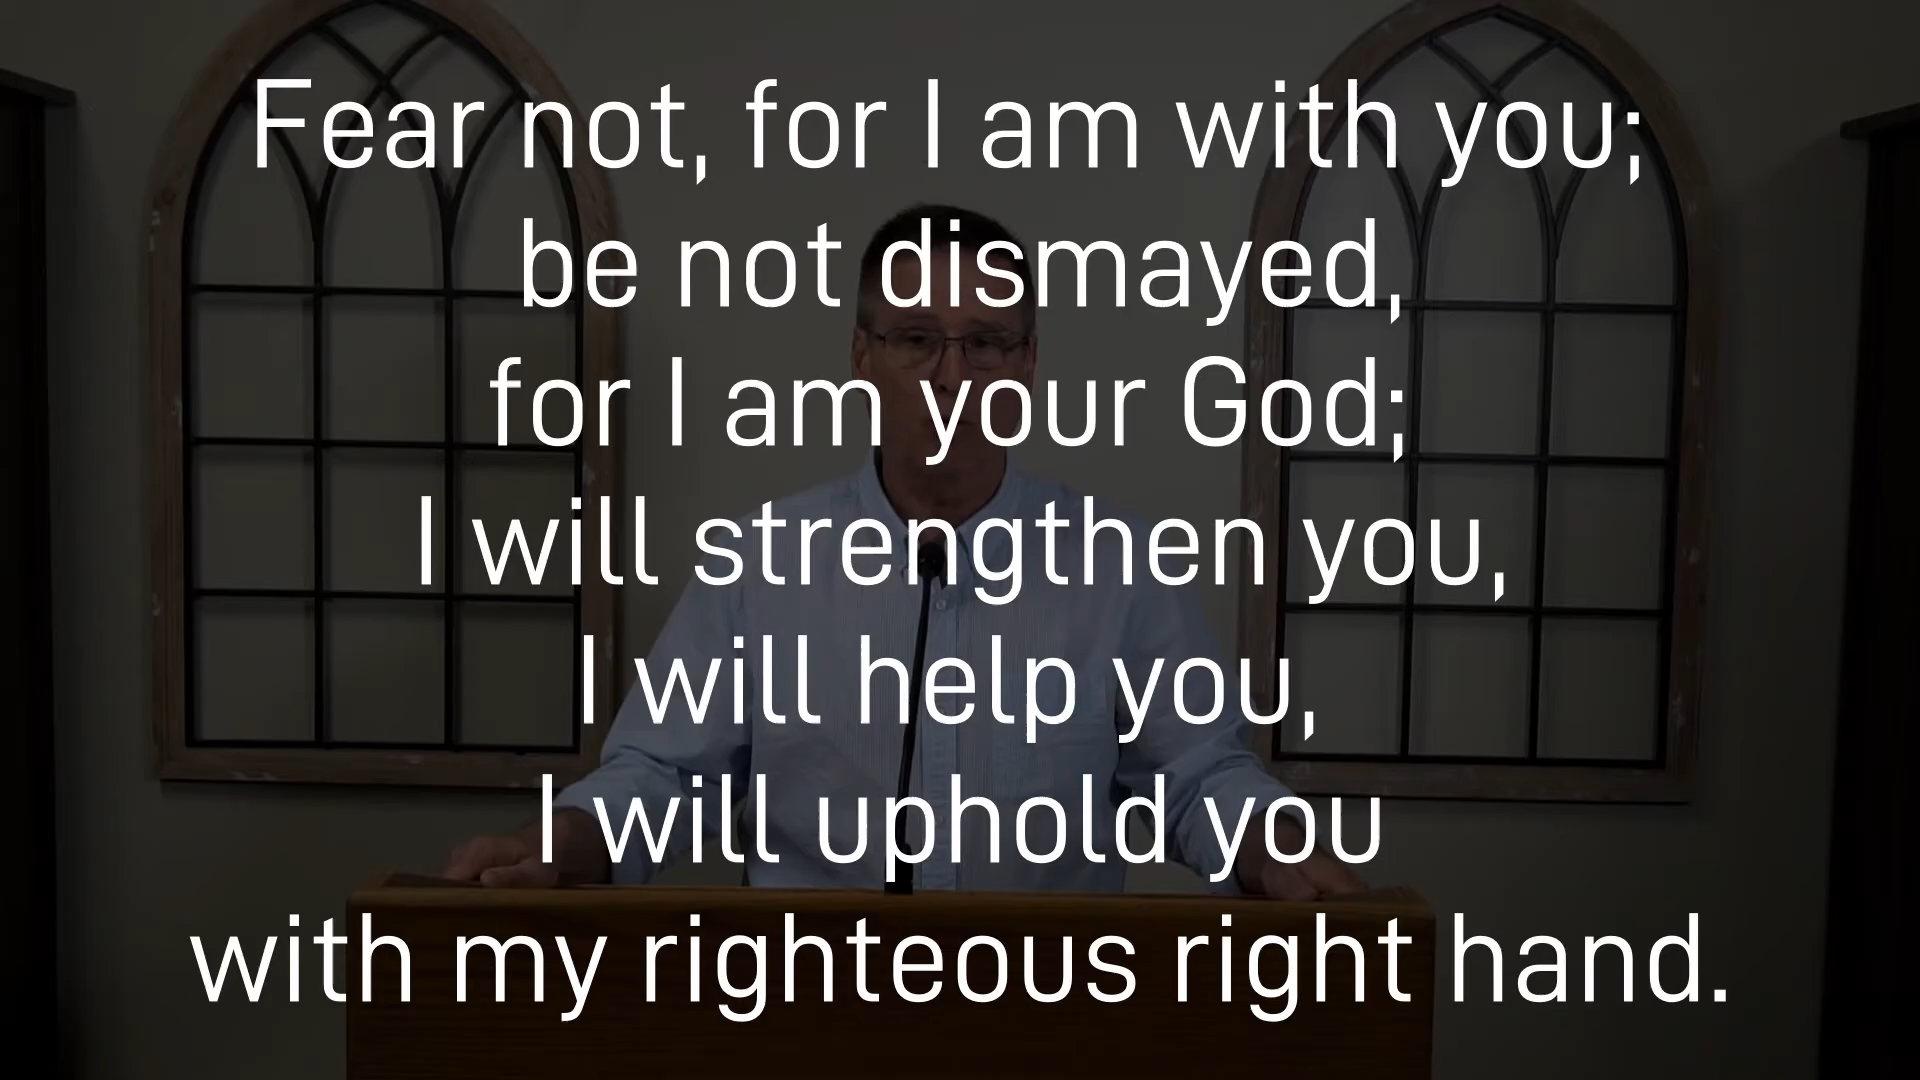 Fear not, for I am with you;
be not dismayed,
for I am your God;
I will strengthen you,
I will help you,
I will uphold you
with my righteous right hand.